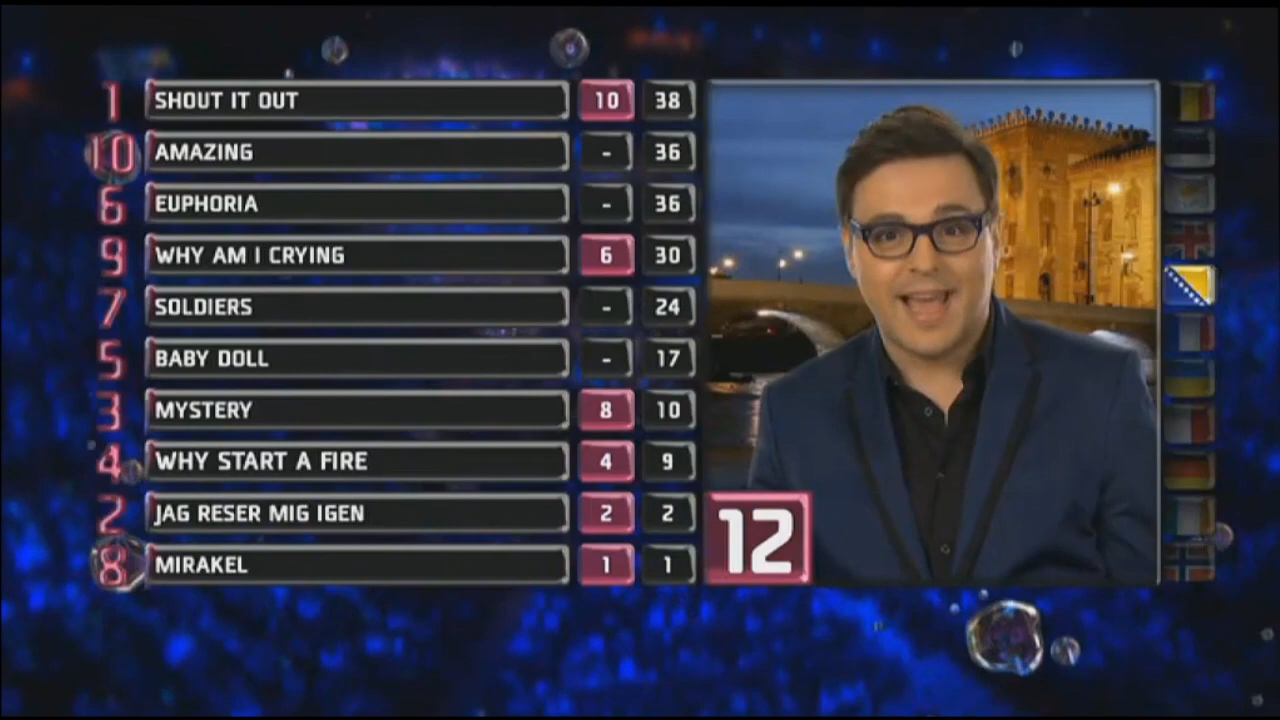 1 SHOUT IT OUT 10 38
10 AMAZING - 36
6 EUPHORIA - 36
9 WHY AM I CRYING 6 30
7 SOLDIERS - 24
5 BABY DOLL - 17
3 MYSTERY 8 10
4 WHY START A FIRE 4 9
2 JAG RESER MIG IGEN 2 2
8 MIRAKEL 1 1
12